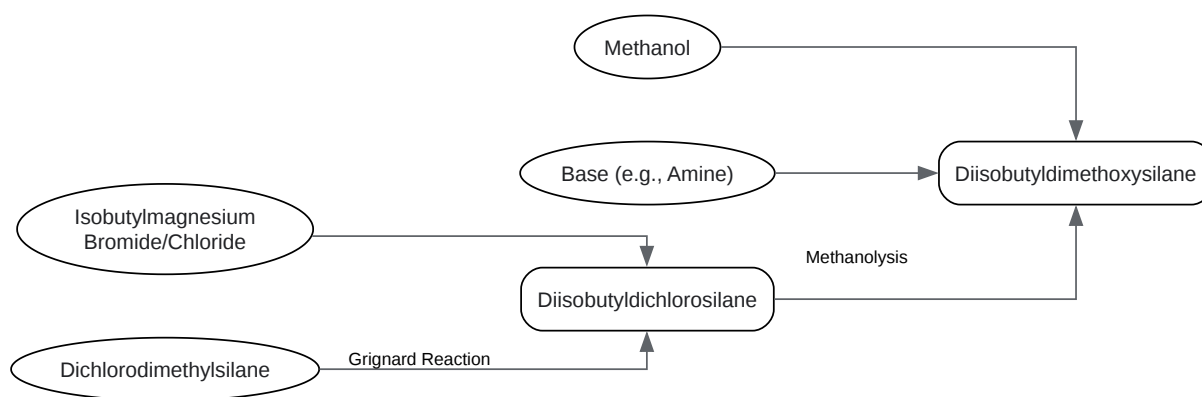 Methanol
Base (e.g., Amine)
Diisobutyldimethoxysilane
Isobutylmagnesium
Bromide/Chloride
Methanolysis
Diisobutyldichlorosilane
Grignard Reaction
Dichlorodimethylsilane